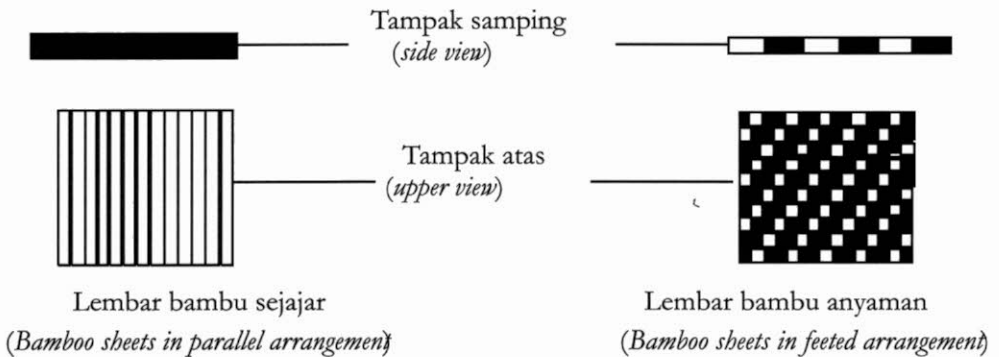 Tampak samping
(side view)
Tampak atas
(upper view)
Lembar bambu sejajar
(Bamboo sheets in parallel arrangement)
Lembar bambu anyaman
(Bamboo sheets in feeted arrangement)